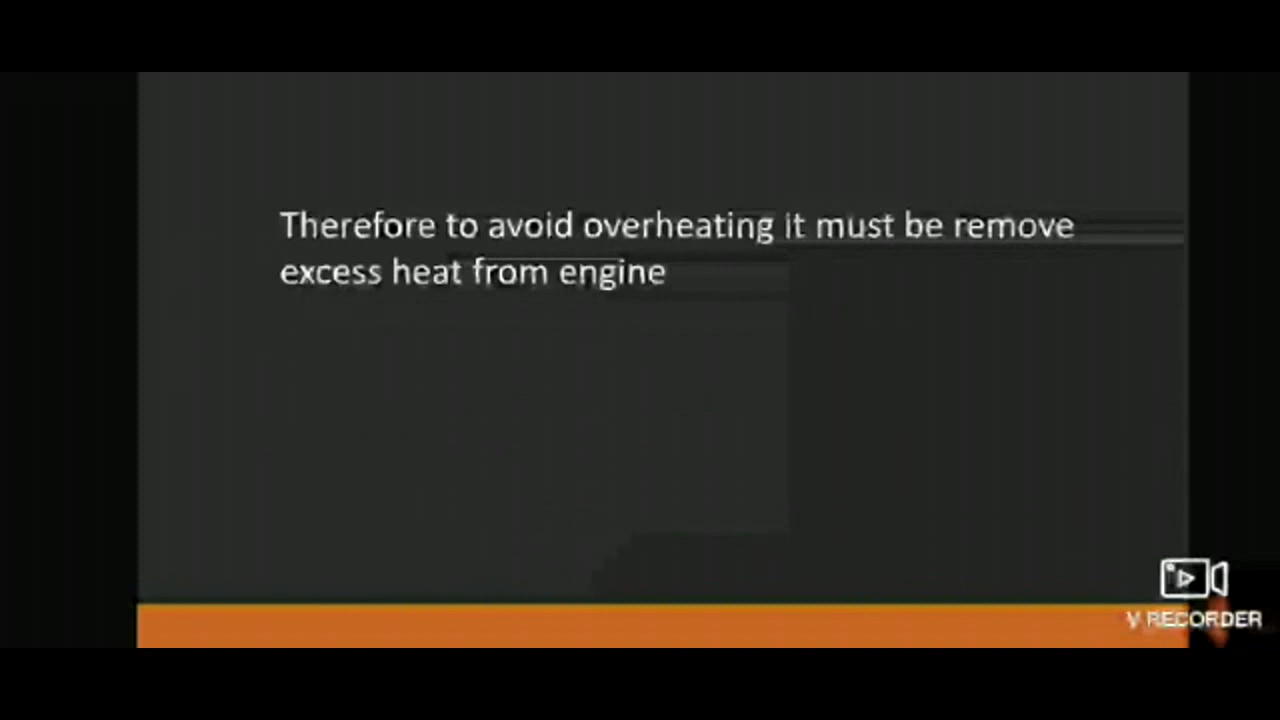 Therefore to avoid overheating it must be remove
excess heat from engine
V RECORDER